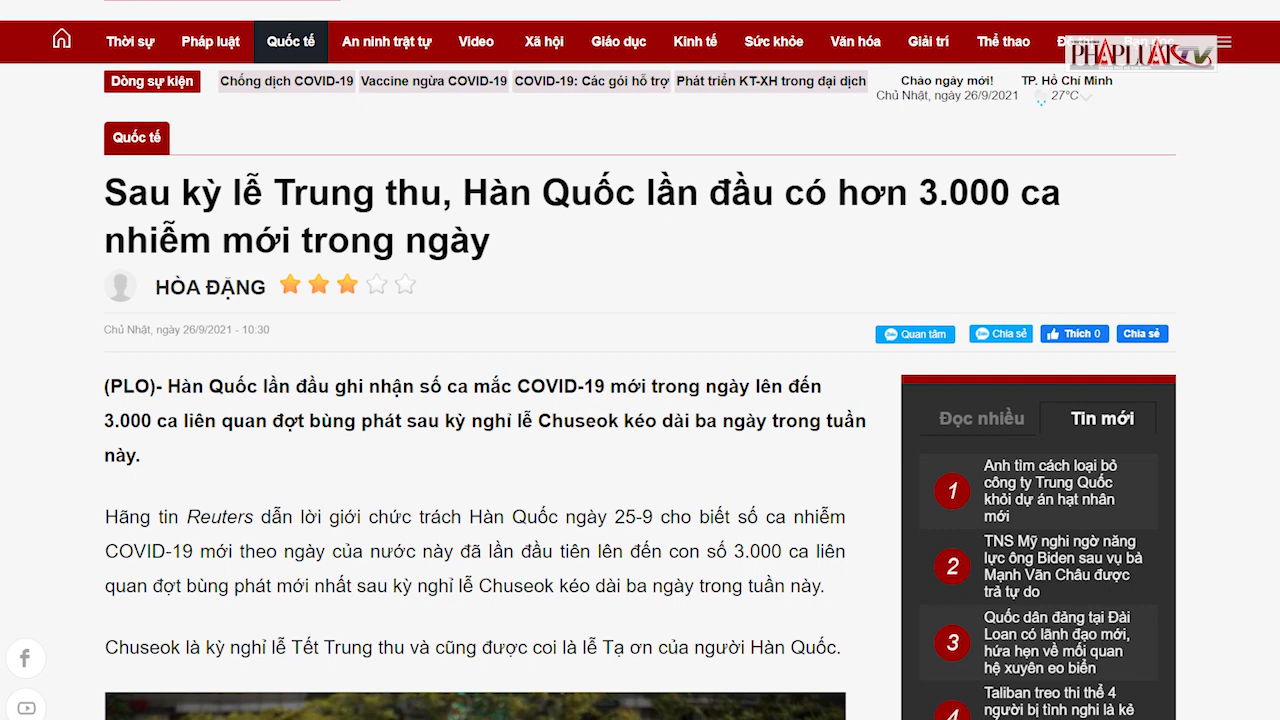 Thời sự Pháp luật Quốc tế An ninh trật tự Video Xã hội Giáo dục Kinh tế Sức khỏe Văn hóa Giải trí Thể thao
PHÁPLUẬT TV
Dòng sự kiện Chống dịch COVID-19 Vaccine ngừa COVID-19 COVID-19: Các gói hỗ trợ Phát triển KT-XH trong đại dịch
Chào ngày mới! TP. Hồ Chí Minh
Chủ Nhật, ngày 26/9/2021 27°C
Quốc tế
Sau kỳ lễ Trung thu, Hàn Quốc lần đầu có hơn 3.000 ca
nhiễm mới trong ngày
HÒA ĐẶNG
Chủ Nhật, ngày 26/9/2021 - 10:30
Quan tâm Chia sẻ Thích 0 Chia sẻ
(PLO)- Hàn Quốc lần đầu ghi nhận số ca mắc COVID-19 mới trong ngày lên đến
3.000 ca liên quan đợt bùng phát sau kỳ nghỉ lễ Chuseok kéo dài ba ngày trong tuần
này.
Hãng tin Reuters dẫn lời giới chức trách Hàn Quốc ngày 25-9 cho biết số ca nhiễm
COVID-19 mới theo ngày của nước này đã lần đầu tiên lên đến con số 3.000 ca liên
quan đợt bùng phát mới nhất sau kỳ nghỉ lễ Chuseok kéo dài ba ngày trong tuần này.
Chuseok là kỳ nghỉ lễ Tết Trung thu và cũng được coi là lễ Tạ ơn của người Hàn Quốc.
Đọc nhiều Tin mới
1
Anh tìm cách loại bỏ
công ty Trung Quốc
khỏi dự án hạt nhân
mới
2
TNS Mỹ nghi ngờ năng
lực ông Biden sau vụ bà
Mạnh Vãn Châu được
trả tự do
3
Quốc dân đảng tại Đài
Loan có lãnh đạo mới,
hứa hẹn về mối quan
hệ xuyên eo biển
4
Taliban treo thi thể 4
người bị tình nghi là kẻ